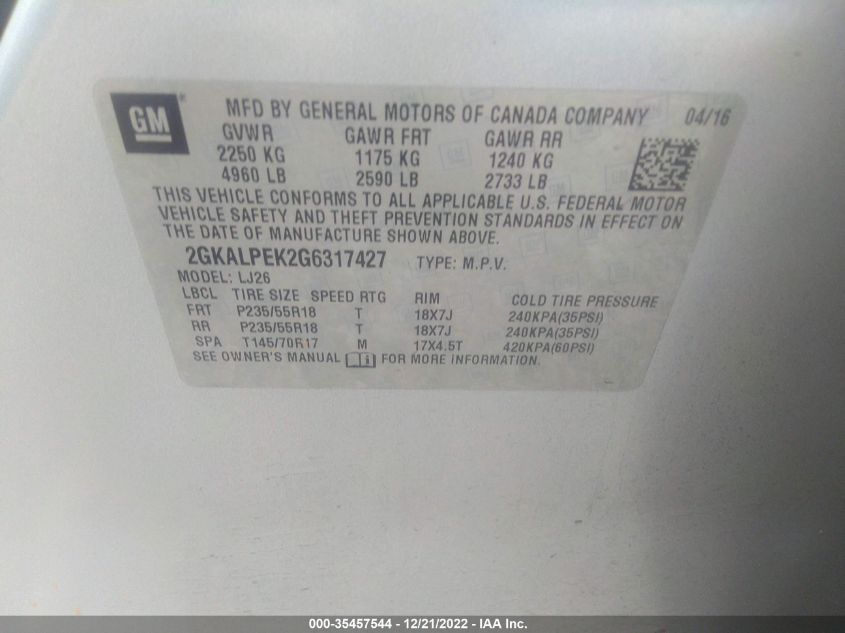 GM ® MFD BY GENERAL MOTORS OF CANADA COMPANY 04/16
GVWR GAWR FRT GAWR RR
2250 KG 1175 KG 1240 KG
4960 LB 2590 LB 2733 LB
THIS VEHICLE CONFORMS TO ALL APPLICABLE U.S. FEDERAL MOTOR
VEHICLE SAFETY AND THEFT PREVENTION STANDARDS IN EFFECT ON
THE DATE OF MANUFACTURE SHOWN ABOVE.
2GKALPEK2G6317427 TYPE: M.P.V.
MODEL: LJ26
LBCL TIRE SIZE SPEED RTG RIM COLD TIRE PRESSURE
FRT P235/55R18 T 18X7J 240KPA(35PSI)
RR P235/55R18 T 18X7J 240KPA(35PSI)
SPA T145/70R17 M 17X4.5T 420KPA(60PSI)
SEE OWNER'S MANUAL FOR MORE INFORMATION.
000-35457544 - 12/21/2022 - IAA Inc.